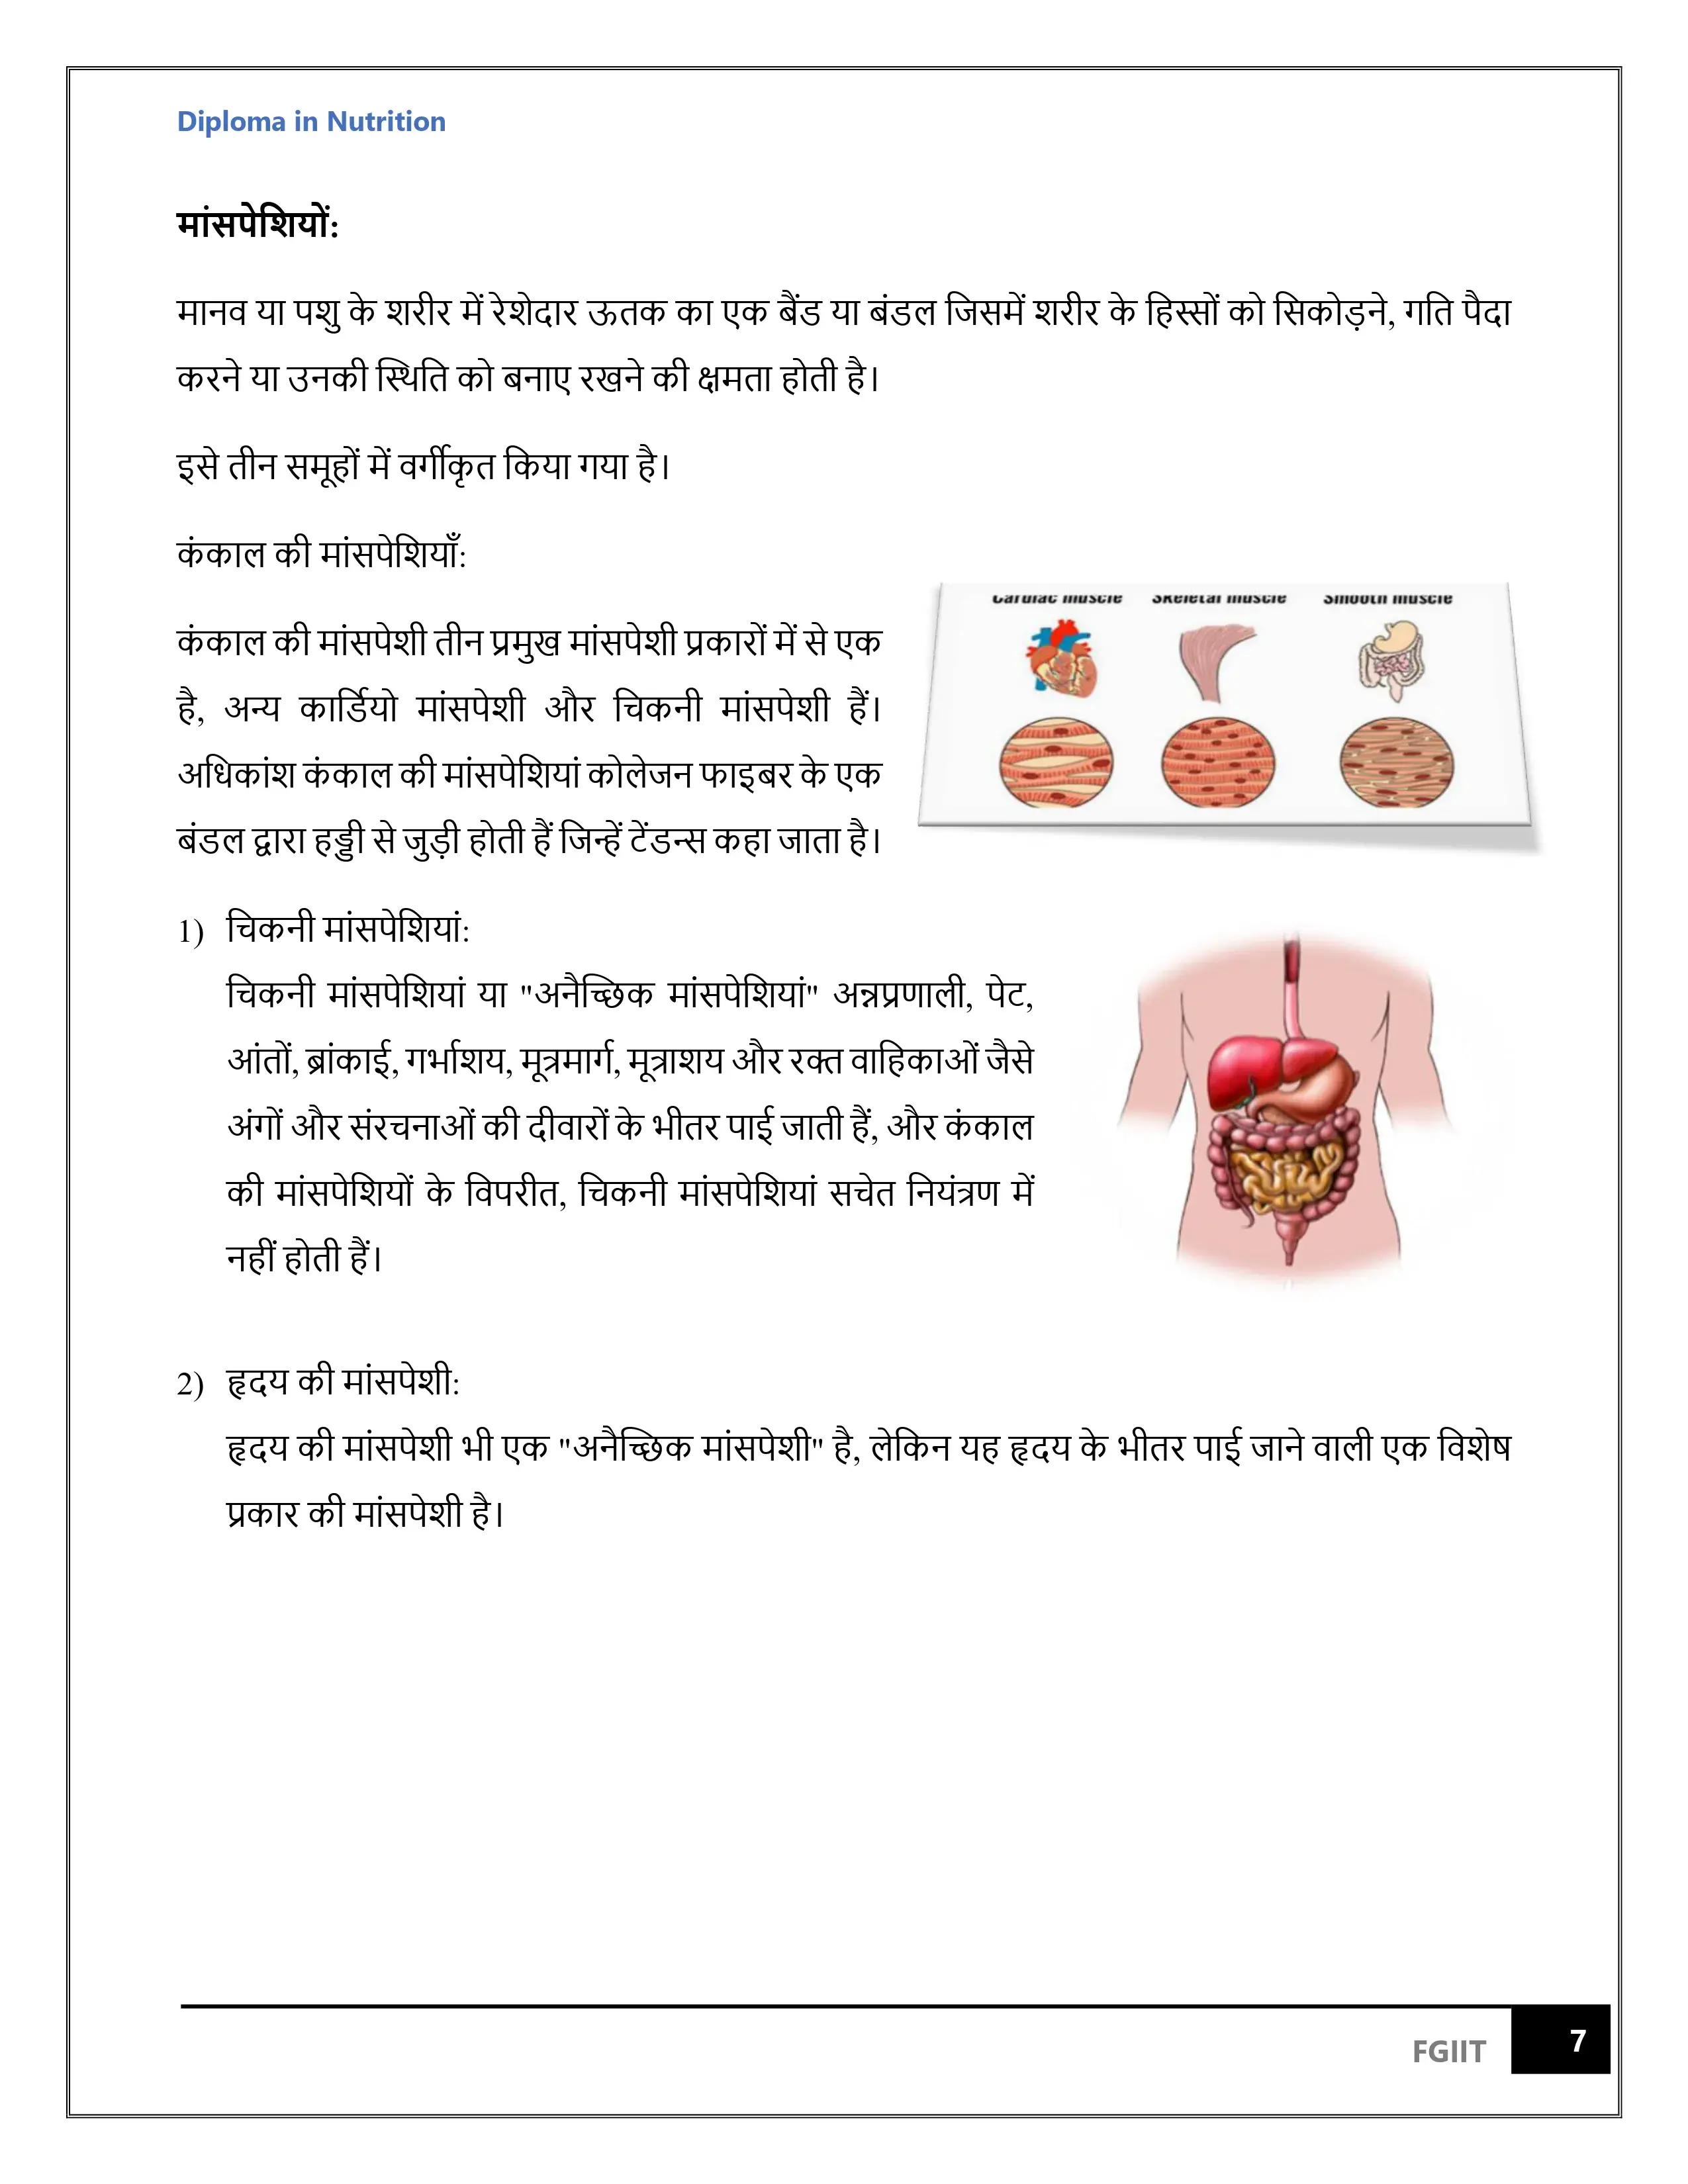 Diploma in Nutrition
मांसपेशियों:
मानव या पशु के शरीर में रेशेदार ऊतक का एक बैंड या बंडल जिसमें शरीर के हिस्सों को सिकोड़ने, गति पैदा
करने या उनकी स्थिति को बनाए रखने की क्षमता होती है।
इसे तीन समूहों में वर्गीकृत किया गया है।
कंकाल की मांसपेशियाँ:
कंकाल की मांसपेशी तीन प्रमुख मांसपेशी प्रकारों में से एक
है, अन्य कार्डियो मांसपेशी और चिकनी मांसपेशी हैं।
अधिकांश कंकाल की मांसपेशियां कोलेजन फाइबर के एक
बंडल द्वारा हड्डी से जुड़ी होती हैं जिन्हें टेंडन्स कहा जाता है।
Cardiac muscle Skeletal muscle Smooth muscle
1) चिकनी मांसपेशियां:
चिकनी मांसपेशियां या "अनैच्छिक मांसपेशियां" अन्नप्रणाली, पेट,
आंतों, ब्रांकाई, गर्भाशय, मूत्रमार्ग, मूत्राशय और रक्त वाहिकाओं जैसे
अंगों और संरचनाओं की दीवारों के भीतर पाई जाती हैं, और कंकाल
की मांसपेशियों के विपरीत, चिकनी मांसपेशियां सचेत नियंत्रण में
नहीं होती हैं।
2) हृदय की मांसपेशी:
हृदय की मांसपेशी भी एक "अनैच्छिक मांसपेशी" है, लेकिन यह हृदय के भीतर पाई जाने वाली एक विशेष
प्रकार की मांसपेशी है।
FGIIT 7